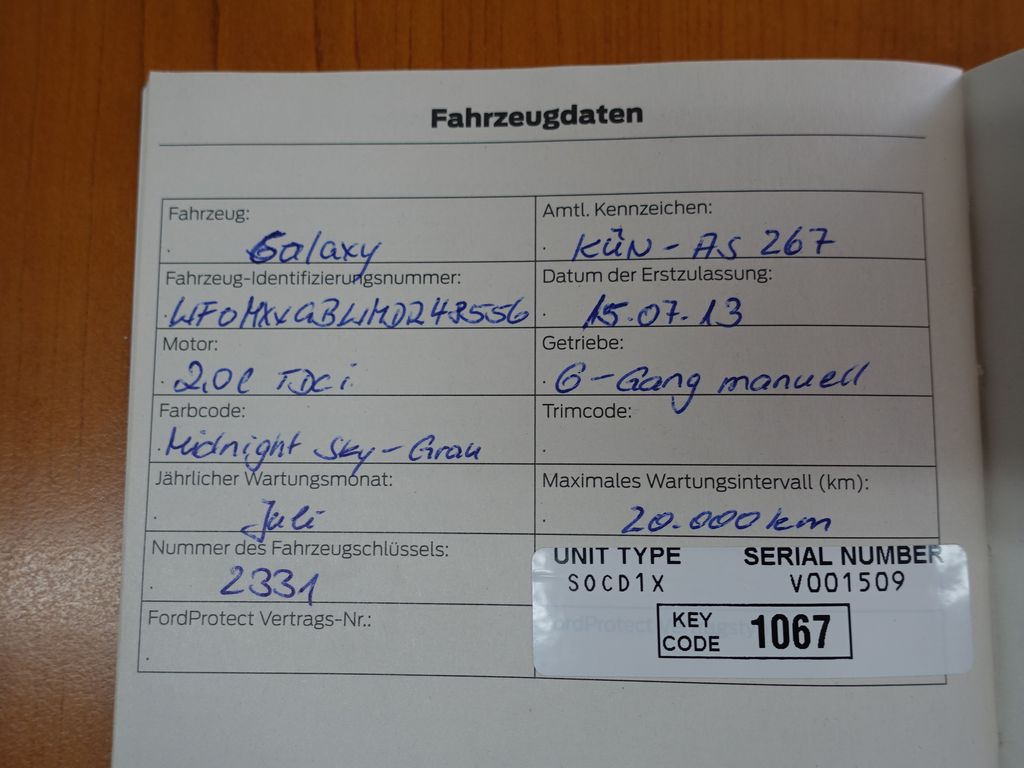 Fahrzeugdaten
Fahrzeug:
Galaxy
Amtl. Kennzeichen:
KÜN - AS 267
Fahrzeug-Identifizierungsnummer:
Datum der Erstzulassung:
15.07.13
Motor:
2,0l TDCi
Getriebe:
6-Gang manuell
Farbcode:
Midnight Sky-Grau
Trimcode:
Jährlicher Wartungsmonat:
Juli
Maximales Wartungsintervall (km):
20.000 km
Nummer des Fahrzeugschlüssels:
2331
UNIT TYPE SERIAL NUMBER
SOCD1X V001509
KEY CODE 1067
FordProtect Vertrags-Nr.: